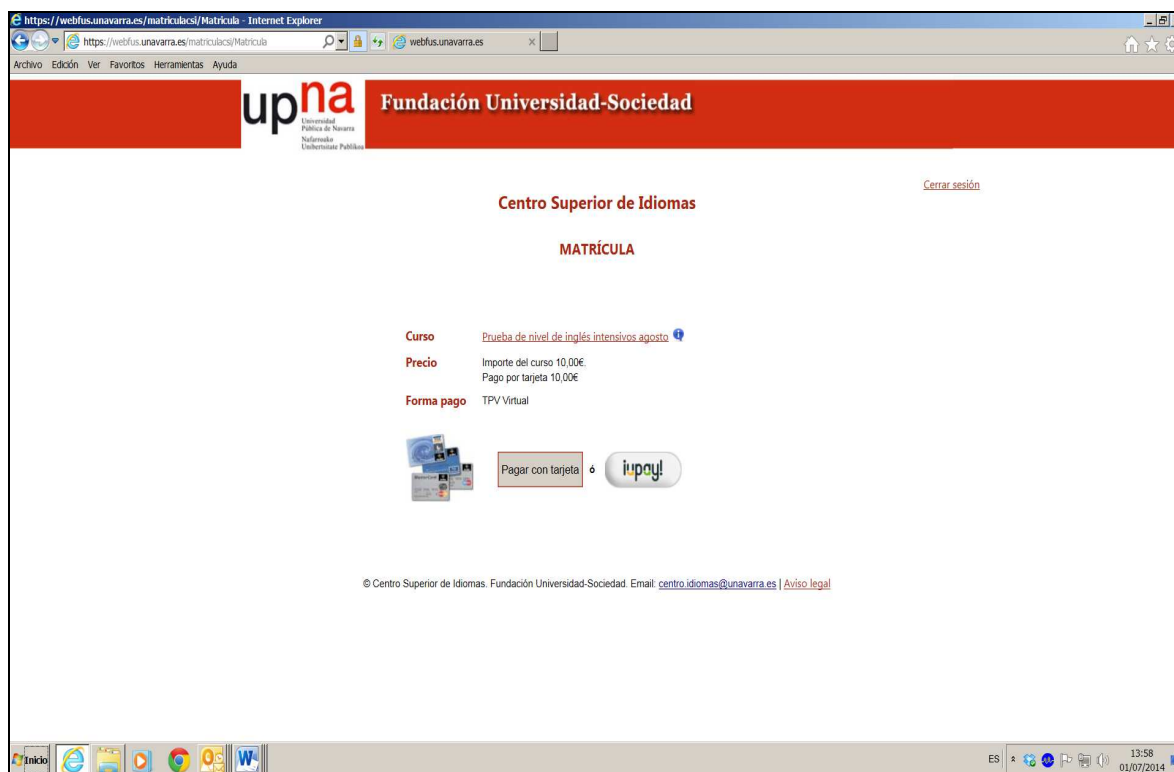 https://webfus.unavarra.es/matriculacsi/Matricula - Internet Explorer
https://webfus.unavarra.es/matriculacsi/Matricula
webfus.unavarra.es
Archivo Edición Ver Favoritos Herramientas Ayuda
upna
Universidad
Pública de Navarra
Nafarroako
Unibertsitate Publikoa
Fundación Universidad-Sociedad
Cerrar sesión
Centro Superior de Idiomas
MATRÍCULA
Curso Prueba de nivel de inglés intensivos agosto
Precio Importe del curso 10,00€.
Pago por tarjeta 10,00€
Forma pago TPV Virtual
Pagar con tarjeta ó iupay!
© Centro Superior de Idiomas. Fundación Universidad-Sociedad. Email: centro.idiomas@unavarra.es | Aviso legal
Inicio
ES
13:58
01/07/2014